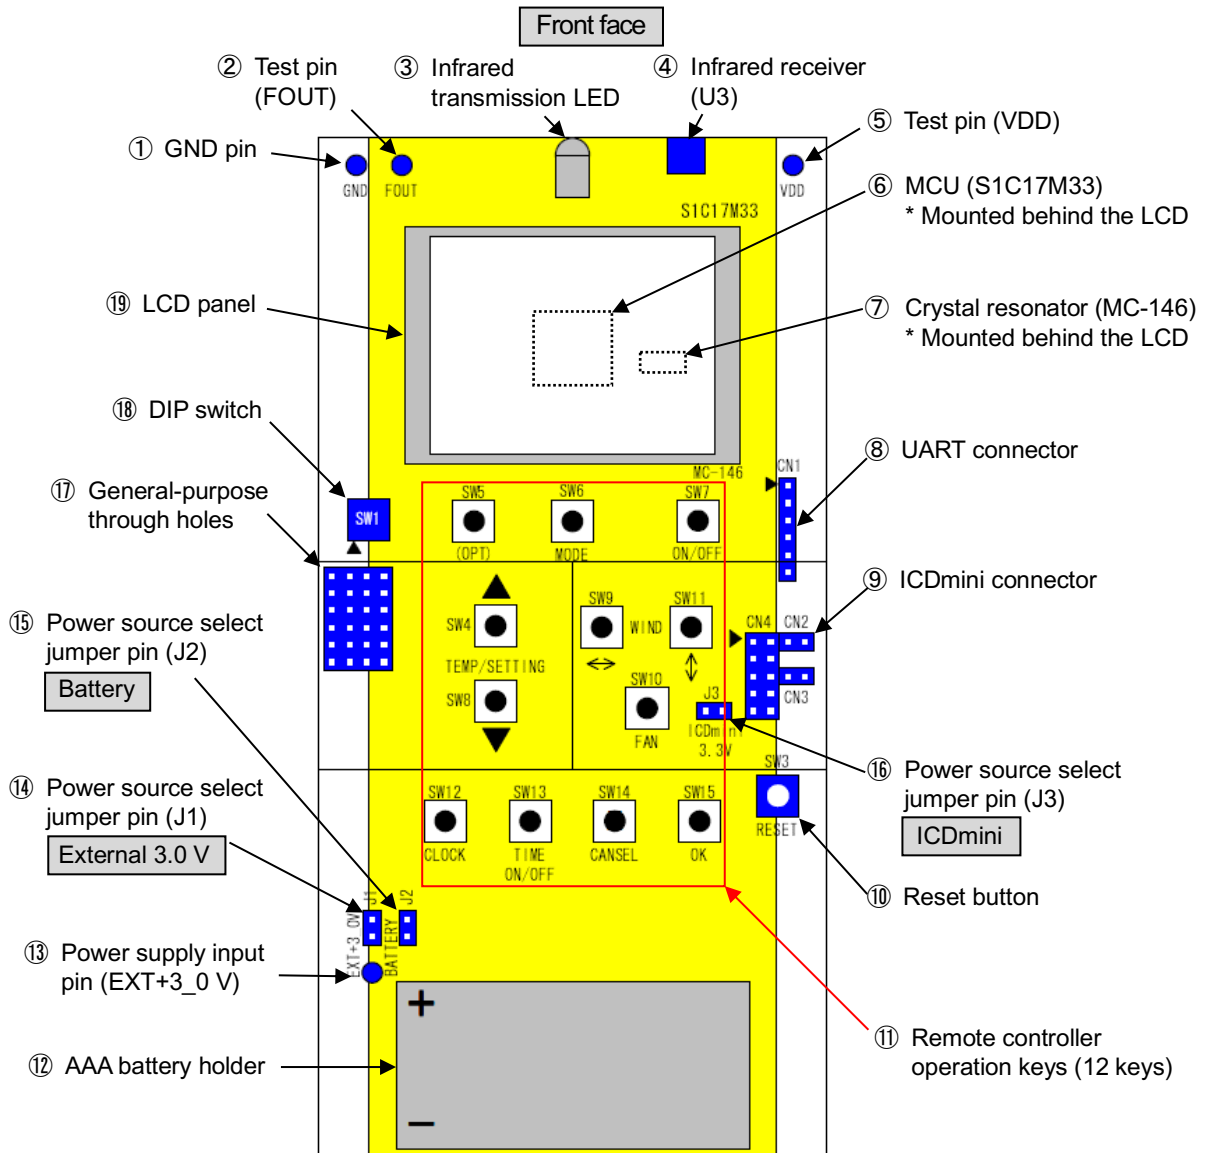 Front face
② Test pin
(FOUT)
③ Infrared
transmission LED
④ Infrared receiver
(U3)
⑤ Test pin (VDD)
① GND pin
GND
FOUT
VDD
⑥ MCU (S1C17M33)
* Mounted behind the LCD
S1C17M33
⑲ LCD panel
⑦ Crystal resonator (MC-146)
* Mounted behind the LCD
⑱ DIP switch
⑧ UART connector
MC-146
CN1
⑰ General-purpose
through holes
SW1
SW5
(OPT)
SW6
MODE
SW7
ON/OFF
⑨ ICDmini connector
⑮ Power source select
jumper pin (J2)
Battery
SW4
TEMP/SETTING
SW8
SW9
WIND
SW11
SW10
FAN
CN4
CN2
CN3
J3
ICDmini
3.3V
⑯ Power source select
jumper pin (J3)
ICDmini
⑭ Power source select
jumper pin (J1)
External 3.0 V
SW12
CLOCK
SW13
TIME
ON/OFF
SW14
CANSEL
SW15
OK
SW3
RESET
⑩ Reset button
J1
J2
EXT+3_0V
BATTERY
⑬ Power supply input
pin (EXT+3_0 V)
+
⑫ AAA battery holder
⑪ Remote controller
operation keys (12 keys)
−